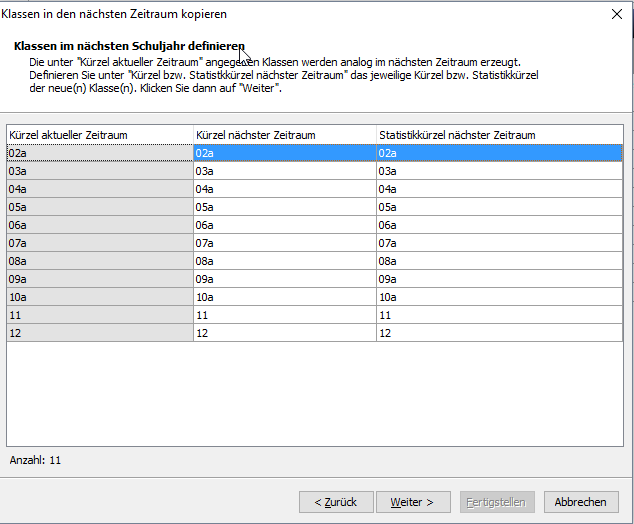 Klassen in den nächsten Zeitraum kopieren
Klassen im nächsten Schuljahr definieren
Die unter "Kürzel aktueller Zeitraum" angegeben Klassen werden analog im nächsten Zeitraum erzeugt.
Definieren Sie unter "Kürzel bzw. Statistkkürzel nächster Zeitraum" das jeweilige Kürzel bzw. Statistikkürzel
der neue(n) Klasse(n). Klicken Sie dann auf "Weiter".
Kürzel aktueller Zeitraum Kürzel nächster Zeitraum Statistikkürzel nächster Zeitraum
02a 02a 02a
03a 03a 03a
04a 04a 04a
05a 05a 05a
06a 06a 06a
07a 07a 07a
08a 08a 08a
09a 09a 09a
10a 10a 10a
11 11 11
12 12 12
Anzahl: 11
< Zurück Weiter > Fertigstellen Abbrechen